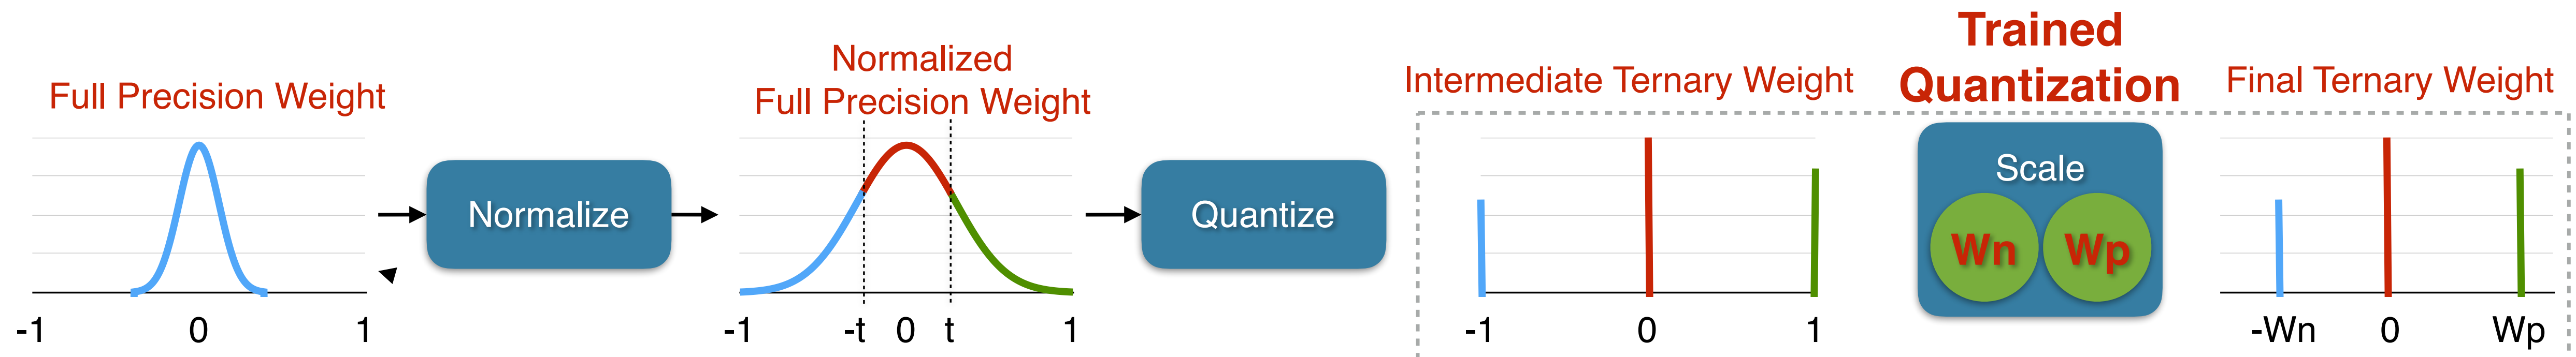 Full Precision Weight
-1 0 1
Normalize
Normalized
Full Precision Weight
-1 -t 0 t 1
Quantize
Intermediate Ternary Weight
-1 0 1
Trained
Quantization
Scale
Wn Wp
Final Ternary Weight
-Wn 0 Wp